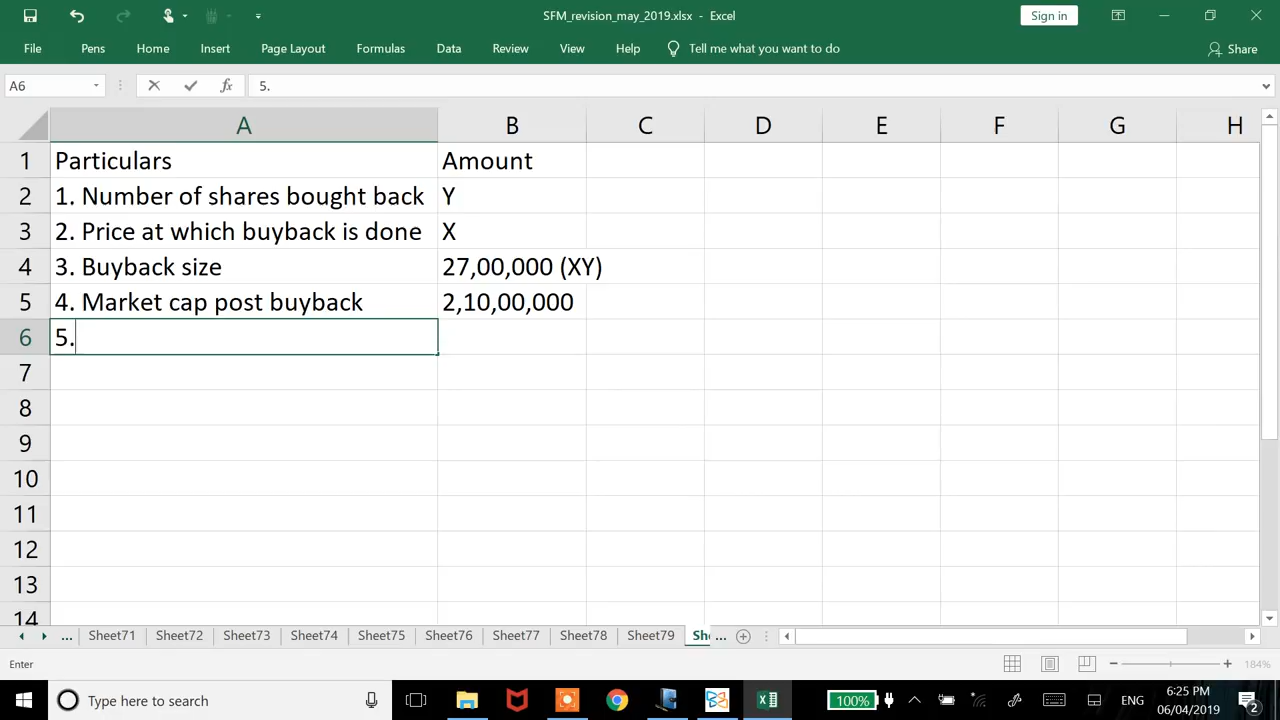 SFM_revision_may_2019.xlsx - Excel
Sign in
File Pens Home Insert Page Layout Formulas Data Review View Help Tell me what you want to do Share
A6 fx 5.
A B C D E F G H
1 Particulars Amount
2 1. Number of shares bought back Y
3 2. Price at which buyback is done X
4 3. Buyback size 27,00,000 (XY)
5 4. Market cap post buyback 2,10,00,000
6 5.
7
8
9
10
11
12
13
14
... Sheet71 Sheet72 Sheet73 Sheet74 Sheet75 Sheet76 Sheet77 Sheet78 Sheet79 Sh ...
Enter 184%
Type here to search 100% ENG 6:25 PM
06/04/2019 2